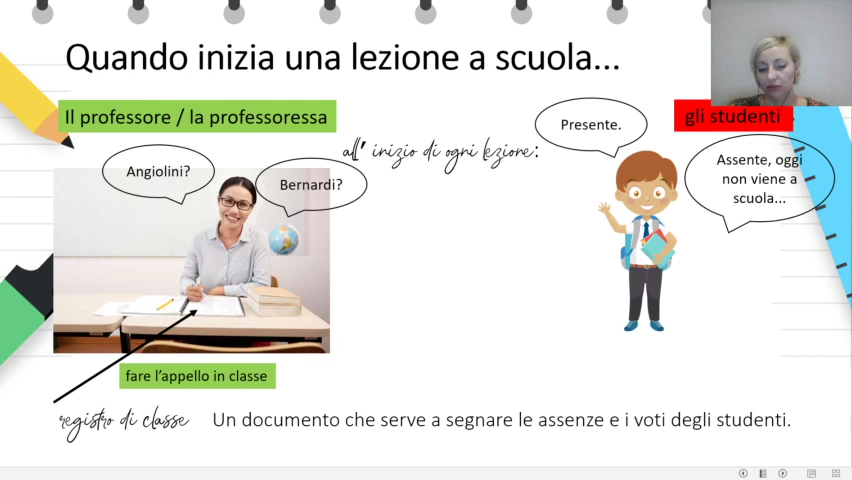 Quando inizia una lezione a scuola...
Il professore / la professoressa
gli studenti
all' inizio di ogni lezione:
Angiolini?
Bernardi?
Presente.
Assente, oggi
non viene a
scuola...
fare l'appello in classe
registro di classe
Un documento che serve a segnare le assenze e i voti degli studenti.